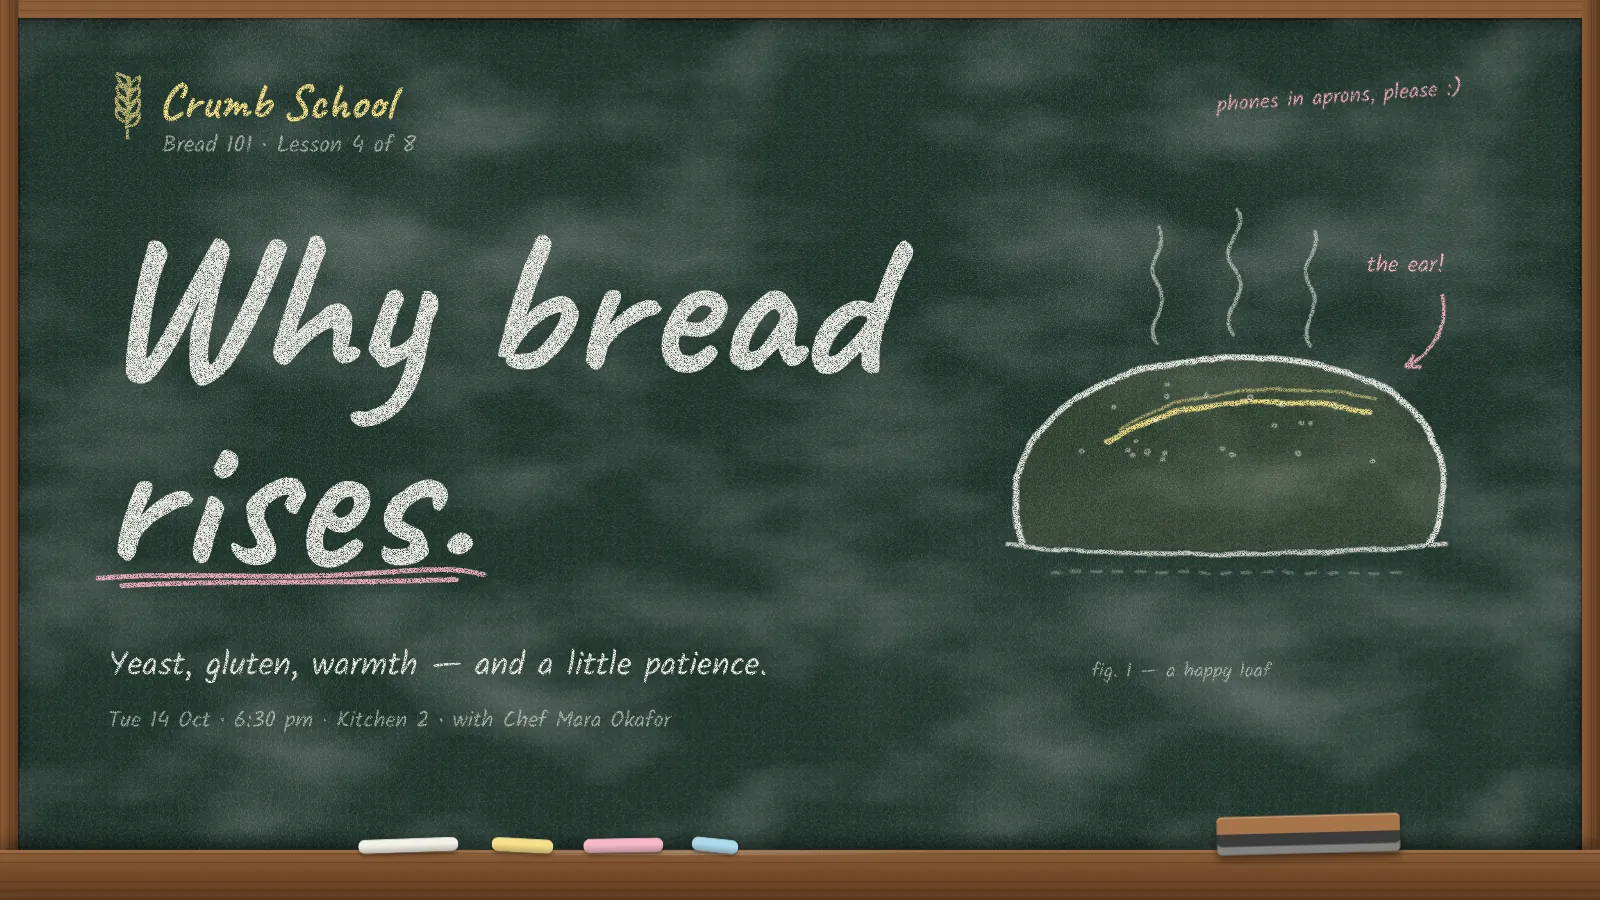 Crumb School
Bread 101 · Lesson 4 of 8
phones in aprons, please :)
Why bread
rises.
the ear!
Yeast, gluten, warmth — and a little patience.
Tue 14 Oct · 6:30 pm · Kitchen 2 · with Chef Mara Okafor
fig. 1 — a happy loaf